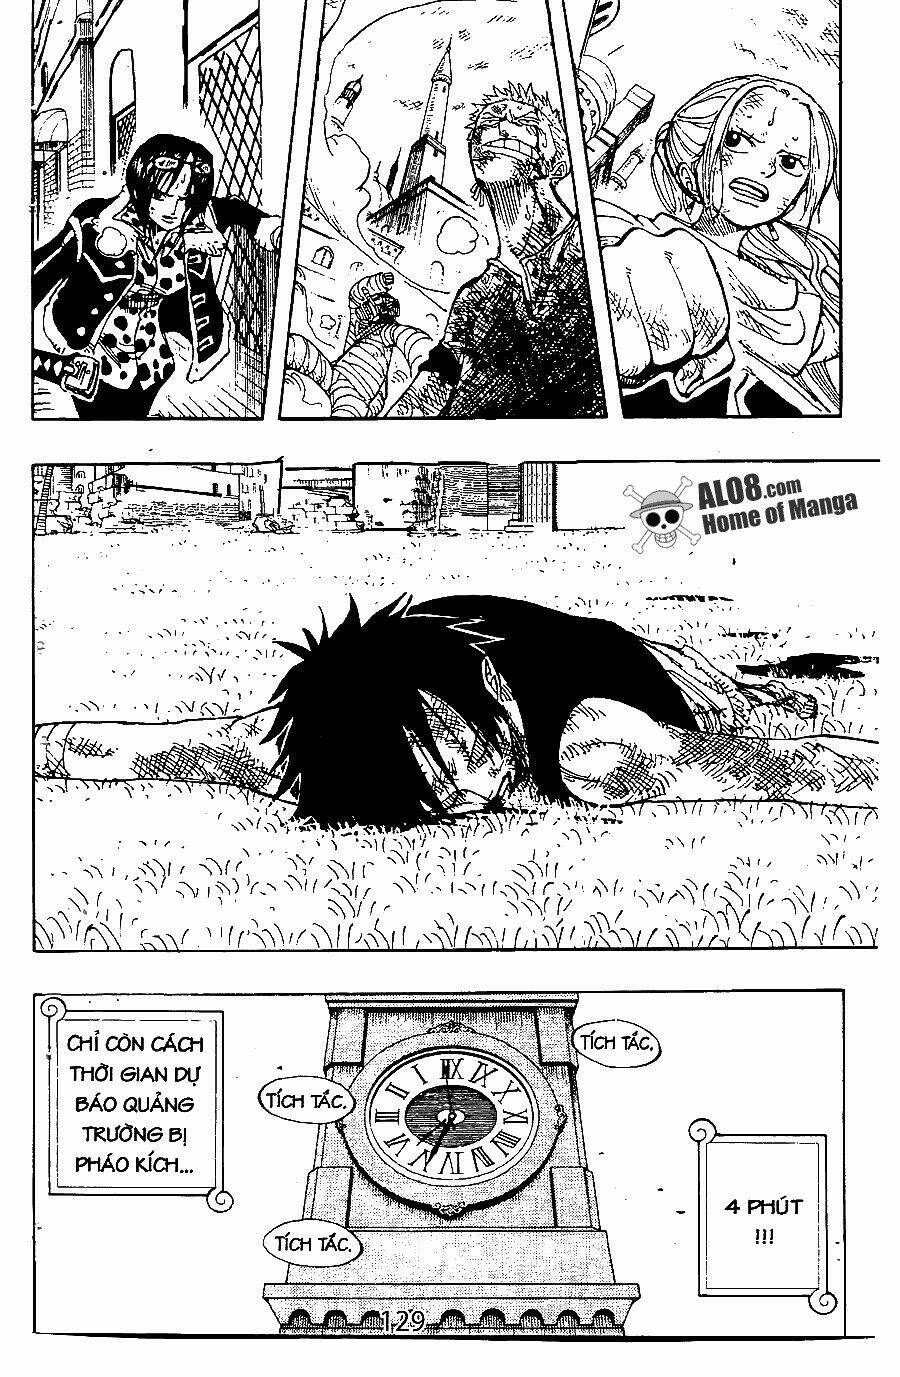 AL08.com
Home of Manga
CHỈ CÒN CÁCH
THỜI GIAN DỰ
BÁO QUẢNG
TRƯỜNG BỊ
PHÁO KÍCH...
TÍCH TẮC.
TÍCH TẮC.
TÍCH TẮC.
4 PHÚT
!!!
129